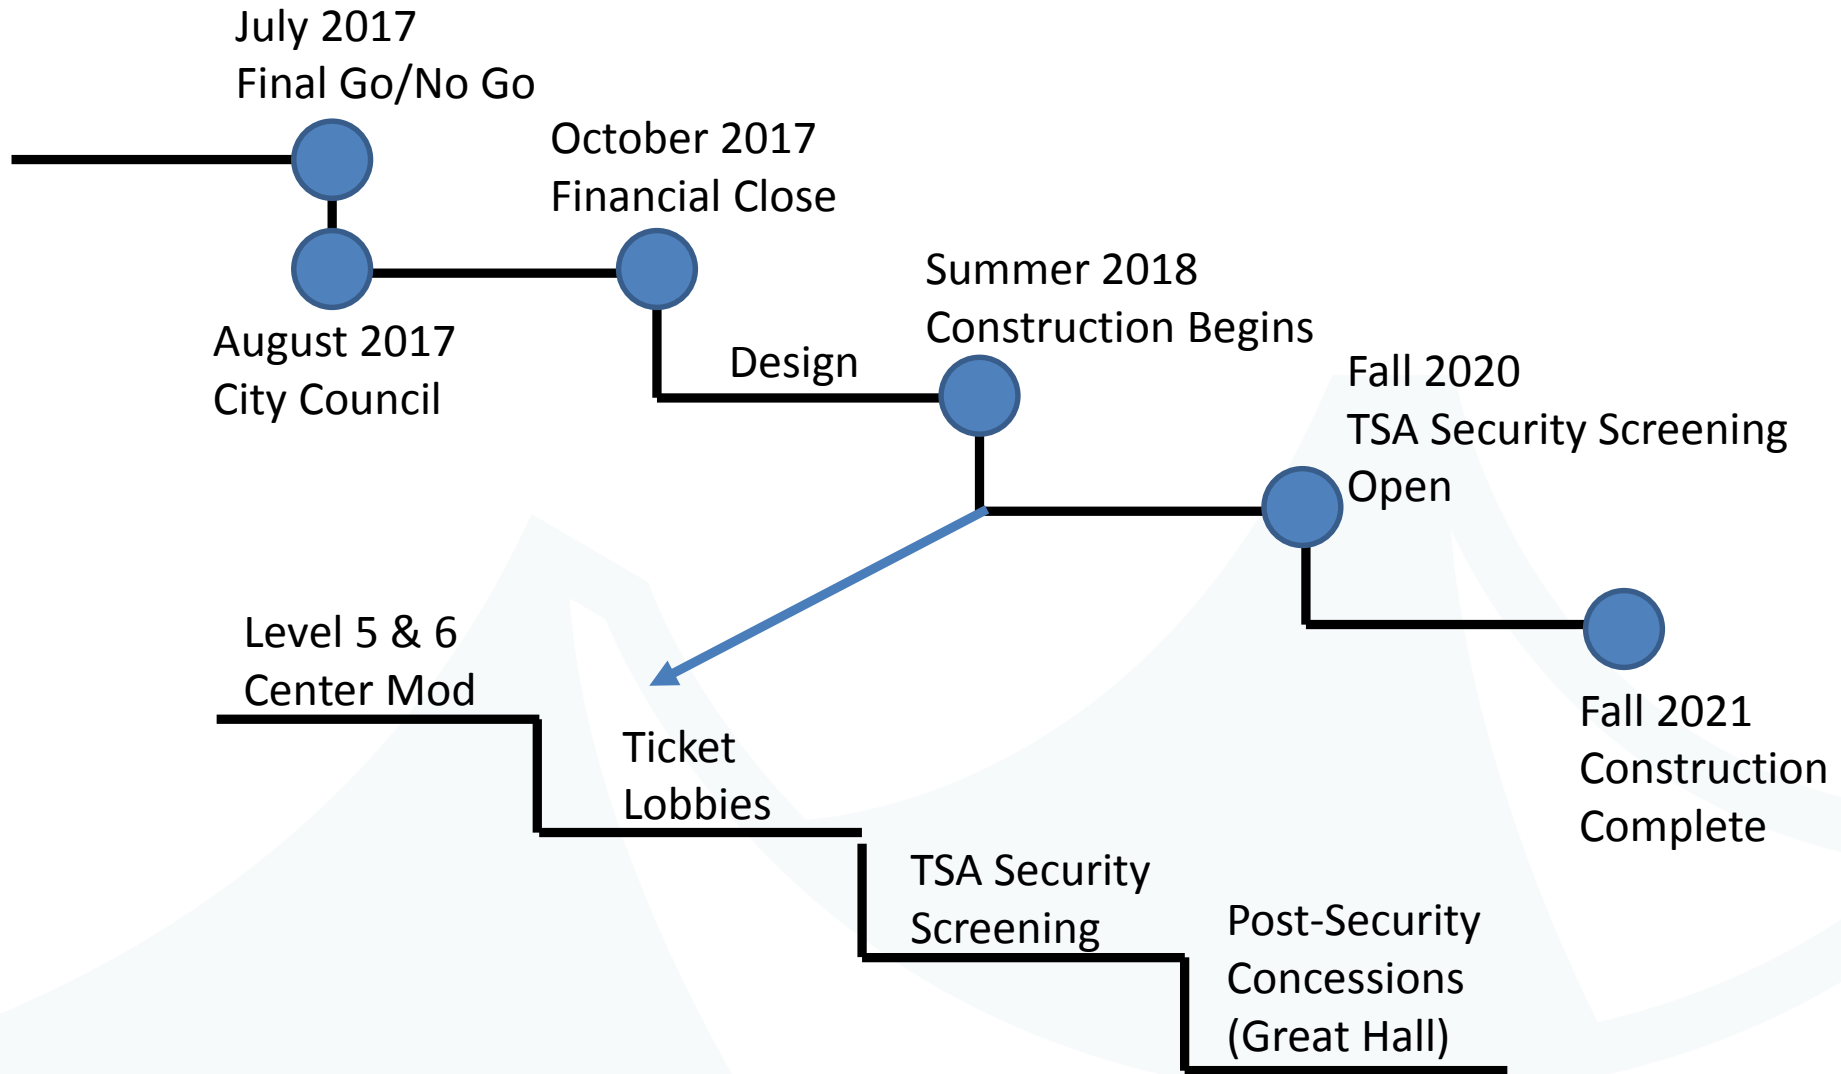 July 2017
Final Go/No Go
October 2017
Financial Close
August 2017
City Council
Design
Summer 2018
Construction Begins
Fall 2020
TSA Security Screening
Open
Fall 2021
Construction
Complete
Level 5 & 6
Center Mod
Ticket
Lobbies
TSA Security
Screening
Post-Security
Concessions
(Great Hall)